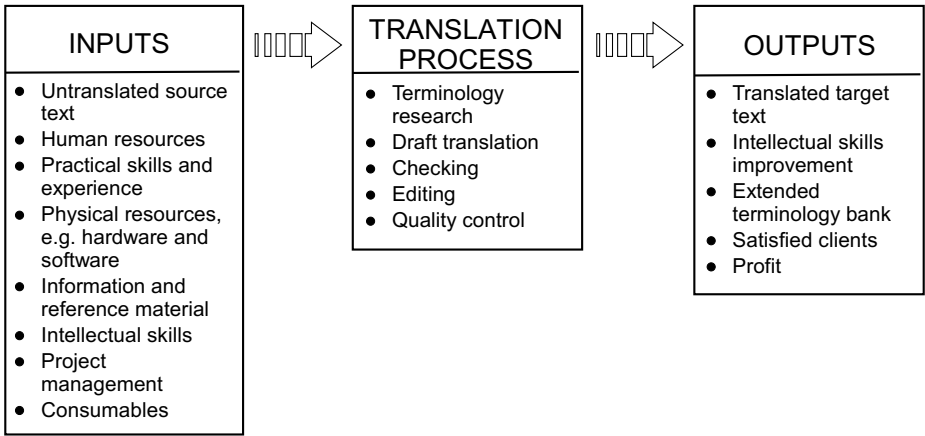 INPUTS
● Untranslated source
text
● Human resources
● Practical skills and
experience
● Physical resources,
e.g. hardware and
software
● Information and
reference material
● Intellectual skills
● Project
management
● Consumables
TRANSLATION
PROCESS
● Terminology
research
● Draft translation
● Checking
● Editing
● Quality control
OUTPUTS
● Translated target
text
● Intellectual skills
improvement
● Extended
terminology bank
● Satisfied clients
● Profit